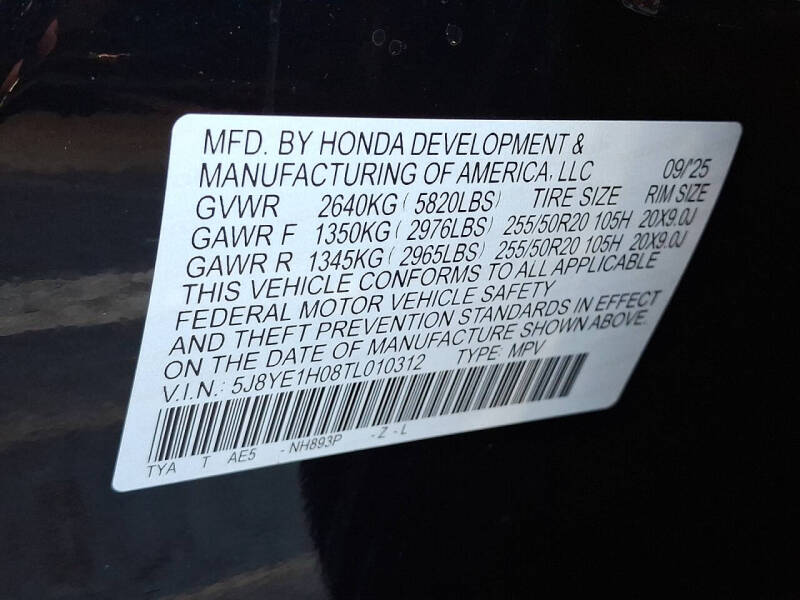 MFD. BY HONDA DEVELOPMENT &
MANUFACTURING OF AMERICA, LLC 09/'25
GVWR 2640KG ( 5820LBS) TIRE SIZE RIM SIZE
GAWR F 1350KG ( 2976LBS) 255/50R20 105H 20X9.0J
GAWR R 1345KG ( 2965LBS) 255/50R20 105H 20X9.0J
THIS VEHICLE CONFORMS TO ALL APPLICABLE
FEDERAL MOTOR VEHICLE SAFETY
AND THEFT PREVENTION STANDARDS IN EFFECT
ON THE DATE OF MANUFACTURE SHOWN ABOVE.
V.I.N.: 5J8YE1H08TL010312 TYPE: MPV
TYA T AE5 - NH893P - Z - L